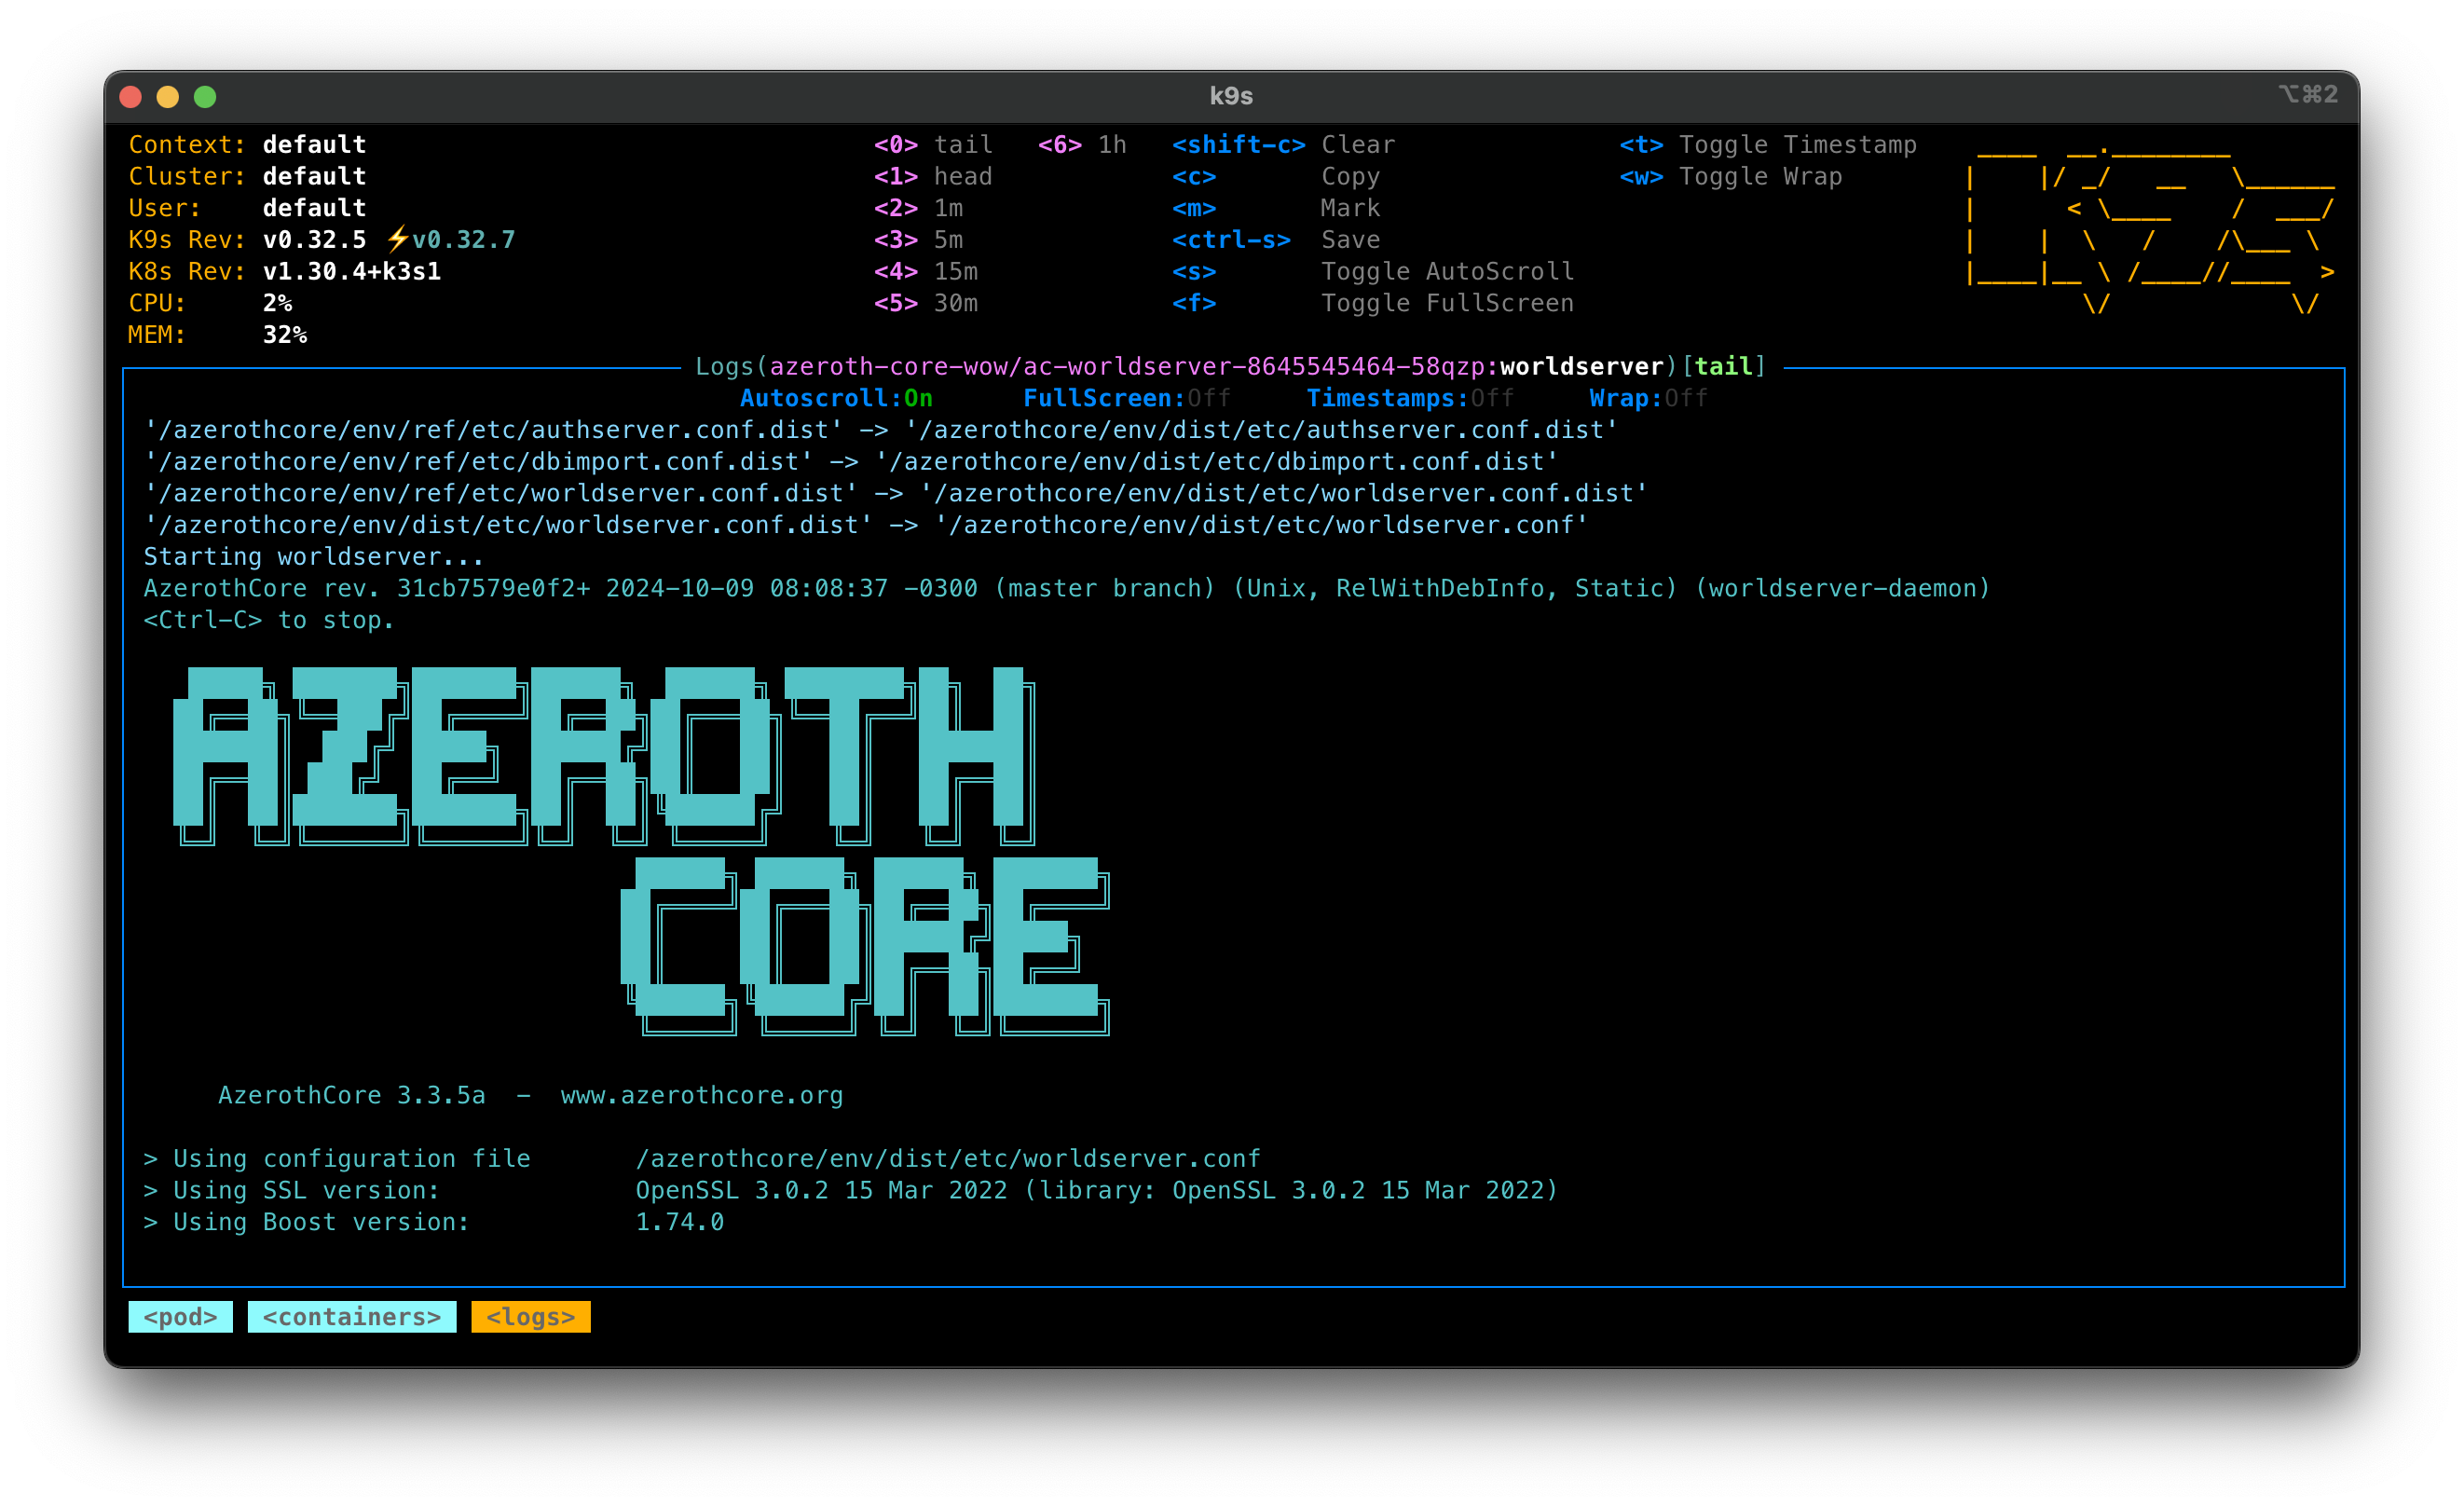 k9s ⌥⌘2
Context: default <0> tail <6> 1h <shift-c> Clear <t> Toggle Timestamp
Cluster: default <1> head <c> Copy <w> Toggle Wrap
User: default <2> 1m <m> Mark
K9s Rev: v0.32.5 ⚡v0.32.7 <3> 5m <ctrl-s> Save
K8s Rev: v1.30.4+k3s1 <4> 15m <s> Toggle AutoScroll
CPU: 2% <5> 30m <f> Toggle FullScreen
MEM: 32%
K9s
Logs(azeroth-core-wow/ac-worldserver-8645545464-58qzp:worldserver)[tail]
Autoscroll:On FullScreen:Off Timestamps:Off Wrap:Off
'/azerothcore/env/ref/etc/authserver.conf.dist' -> '/azerothcore/env/dist/etc/authserver.conf.dist'
'/azerothcore/env/ref/etc/dbimport.conf.dist' -> '/azerothcore/env/dist/etc/dbimport.conf.dist'
'/azerothcore/env/ref/etc/worldserver.conf.dist' -> '/azerothcore/env/dist/etc/worldserver.conf.dist'
'/azerothcore/env/dist/etc/worldserver.conf.dist' -> '/azerothcore/env/dist/etc/worldserver.conf'
Starting worldserver...
AzerothCore rev. 31cb7579e0f2+ 2024-10-09 08:08:37 -0300 (master branch) (Unix, RelWithDebInfo, Static) (worldserver-daemon)
<Ctrl-C> to stop.
AZEROTH
CORE
AzerothCore 3.3.5a - www.azerothcore.org
> Using configuration file /azerothcore/env/dist/etc/worldserver.conf
> Using SSL version: OpenSSL 3.0.2 15 Mar 2022 (library: OpenSSL 3.0.2 15 Mar 2022)
> Using Boost version: 1.74.0
<pod> <containers> <logs>